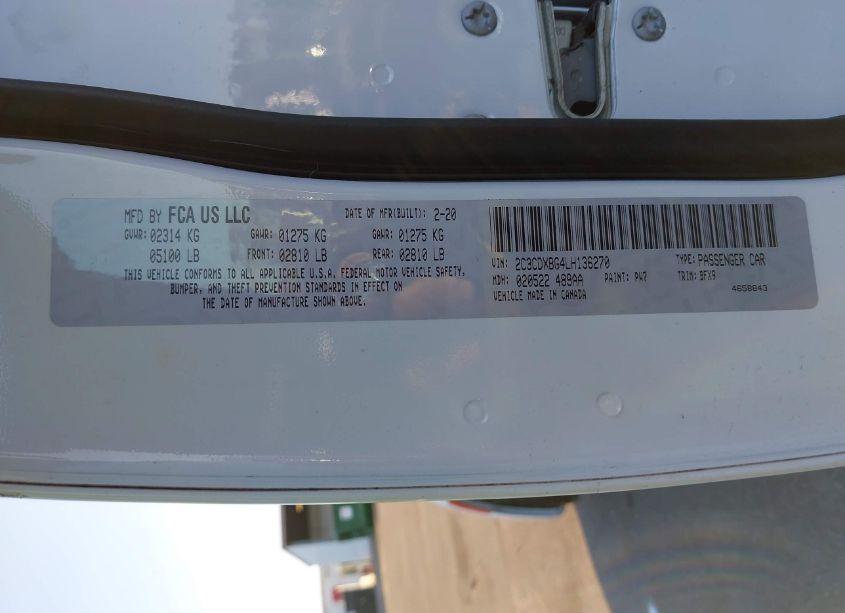 MFD BY FCA US LLC DATE OF MFR(BUILT): 2-20
GVWR: 02314 KG GAWR: 01275 KG GAWR: 01275 KG
05100 LB FRONT: 02810 LB REAR: 02810 LB
THIS VEHICLE CONFORMS TO ALL APPLICABLE U.S.A. FEDERAL MOTOR VEHICLE SAFETY,
BUMPER, AND THEFT PREVENTION STANDARDS IN EFFECT ON
THE DATE OF MANUFACTURE SHOWN ABOVE.
VIN: 2C3CDXBG4LH136270 TYPE: PASSENGER CAR
MDH: 020522 489AA PAINT: PW7 TRIM: BFX9
VEHICLE MADE IN CANADA 4658843